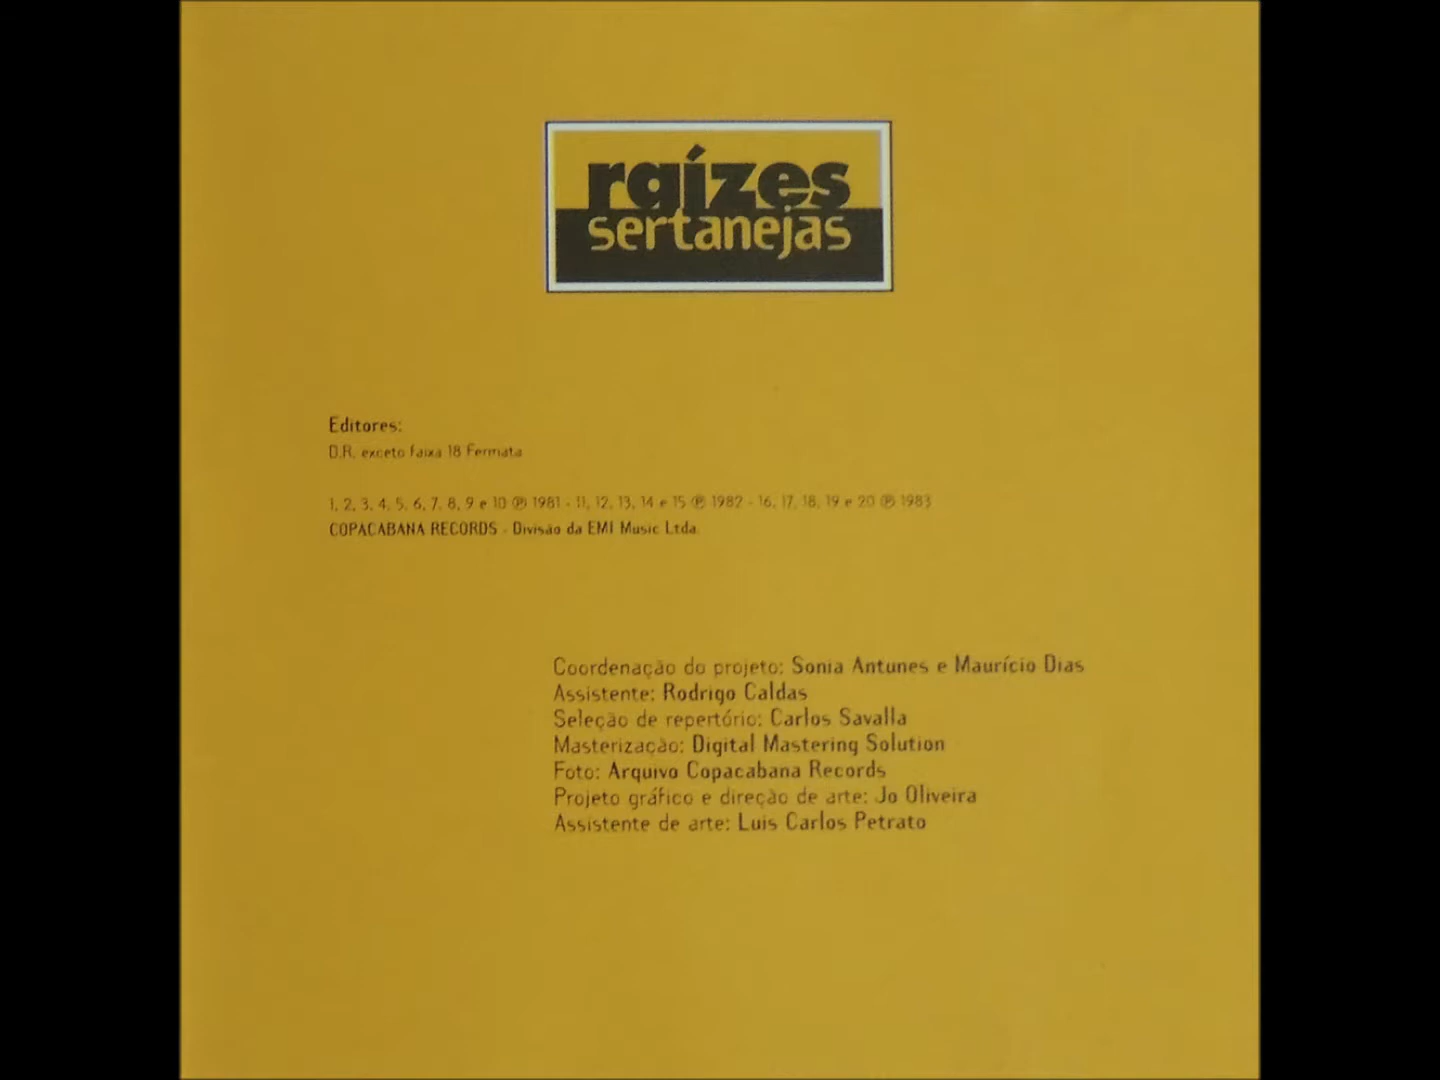 raízes
sertanejas
Editores:
D.R. exceto faixa 18 Fermata
1, 2, 3, 4, 5, 6, 7, 8, 9 e 10 ℗ 1981 - 11, 12, 13, 14 e 15 ℗ 1982 - 16, 17, 18, 19 e 20 ℗ 1983
COPACABANA RECORDS - Divisão da EMI Music Ltda.
Coordenação do projeto: Sonia Antunes e Maurício Dias
Assistente: Rodrigo Caldas
Seleção de repertório: Carlos Savalla
Masterização: Digital Mastering Solution
Foto: Arquivo Copacabana Records
Projeto gráfico e direção de arte: Jo Oliveira
Assistente de arte: Luis Carlos Petrato